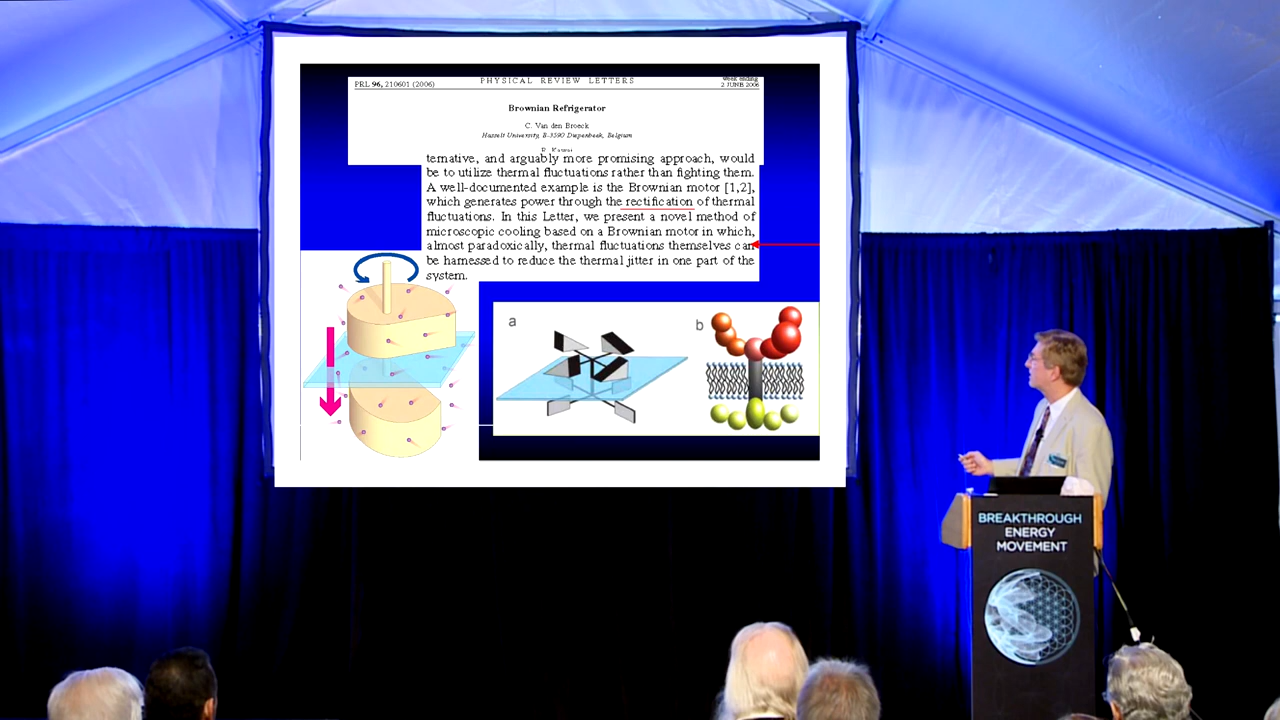 PRL 96, 210601 (2006)
PHYSICAL REVIEW LETTERS
week ending
2 JUNE 2006
Brownian Refrigerator
C. Van den Broeck
Hasselt University, B-3590 Diepenbeek, Belgium
ternative, and arguably more promising approach, would
be to utilize thermal fluctuations rather than fighting them.
A well-documented example is the Brownian motor [1,2],
which generates power through the rectification of thermal
fluctuations. In this Letter, we present a novel method of
microscopic cooling based on a Brownian motor in which,
almost paradoxically, thermal fluctuations themselves can
be harnessed to reduce the thermal jitter in one part of the
system.
a
b
BREAKTHROUGH
ENERGY
MOVEMENT